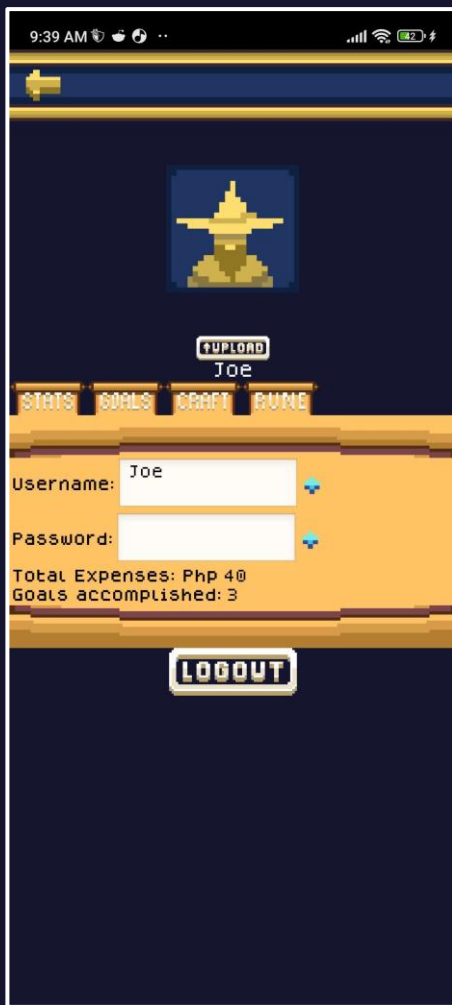 9:39 AM
42
UPLOAD
Joe
STATS GOALS CRAFT RUNE
Username: Joe
Password:
Total Expenses: Php 40
Goals accomplished: 3
LOGOUT